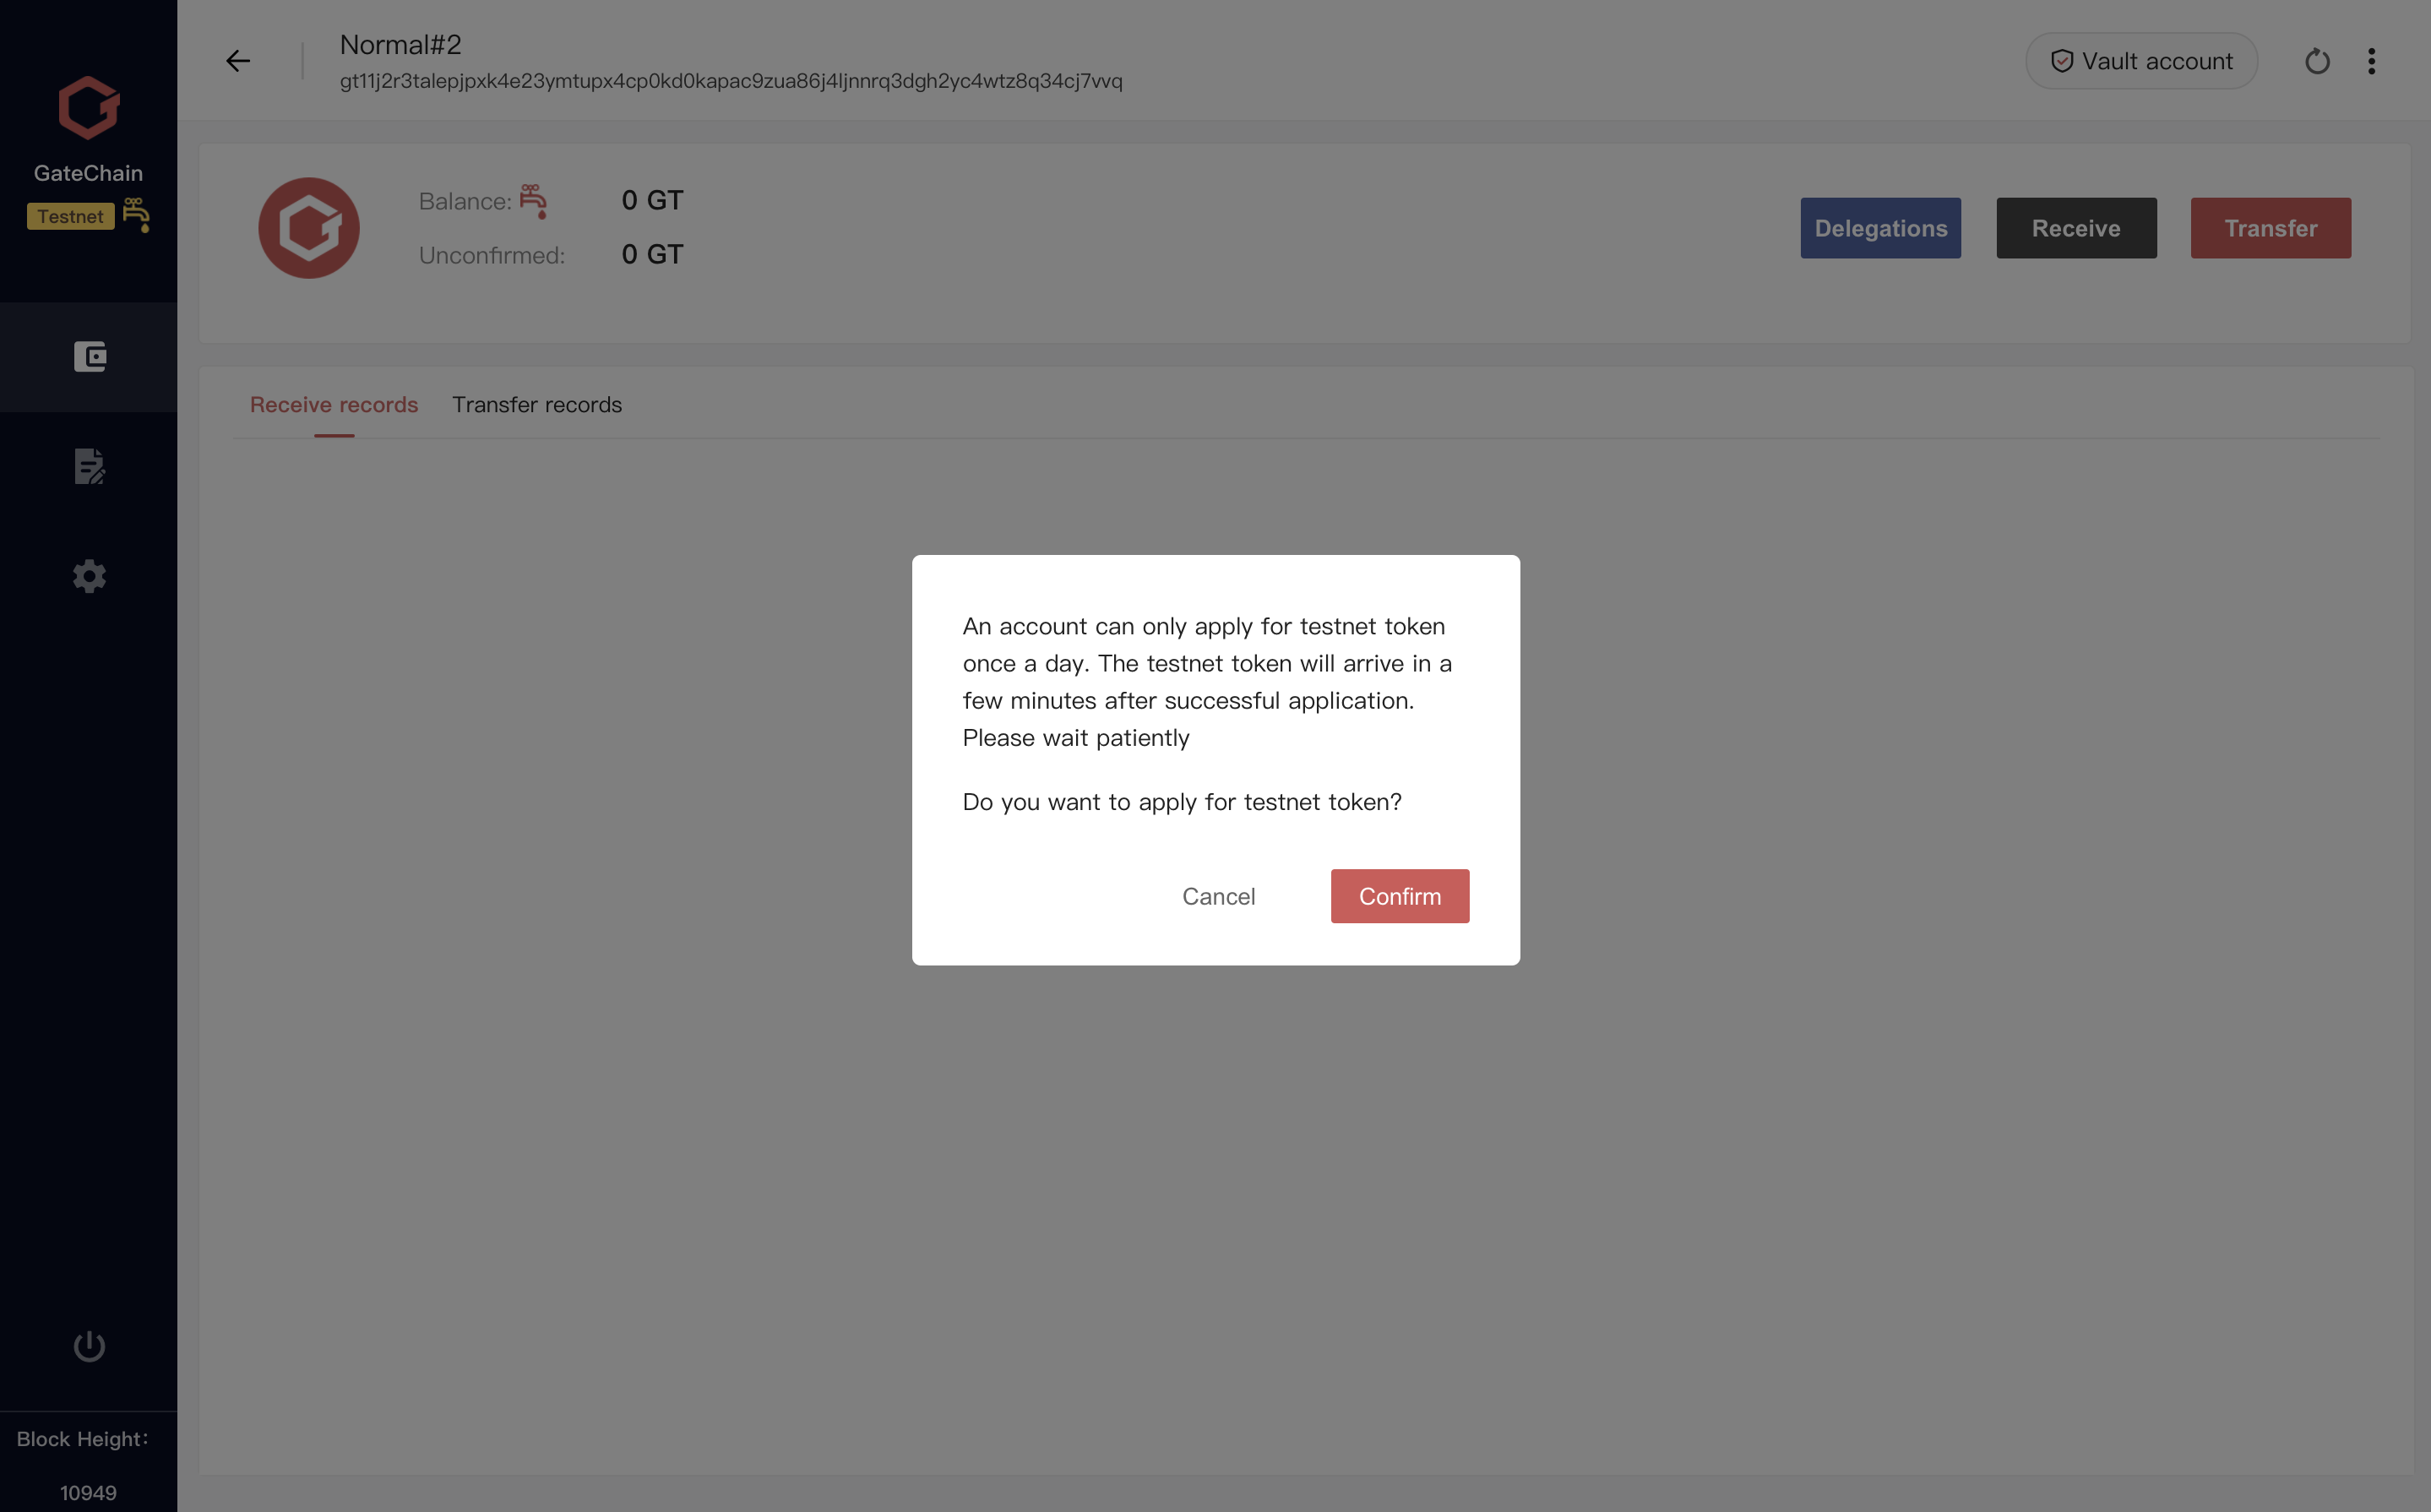 GateChain
Testnet
Block Height:
10949
Normal#2
gt11j2r3talepjpxk4e23ymtupx4cp0kd0kapac9zua86j4ljnnrq3dgh2yc4wtz8q34cj7vvq
Vault account
Balance: 0 GT
Unconfirmed: 0 GT
Delegations Receive Transfer
Receive records Transfer records
An account can only apply for testnet token
once a day. The testnet token will arrive in a
few minutes after successful application.
Please wait patiently
Do you want to apply for testnet token?
Cancel Confirm